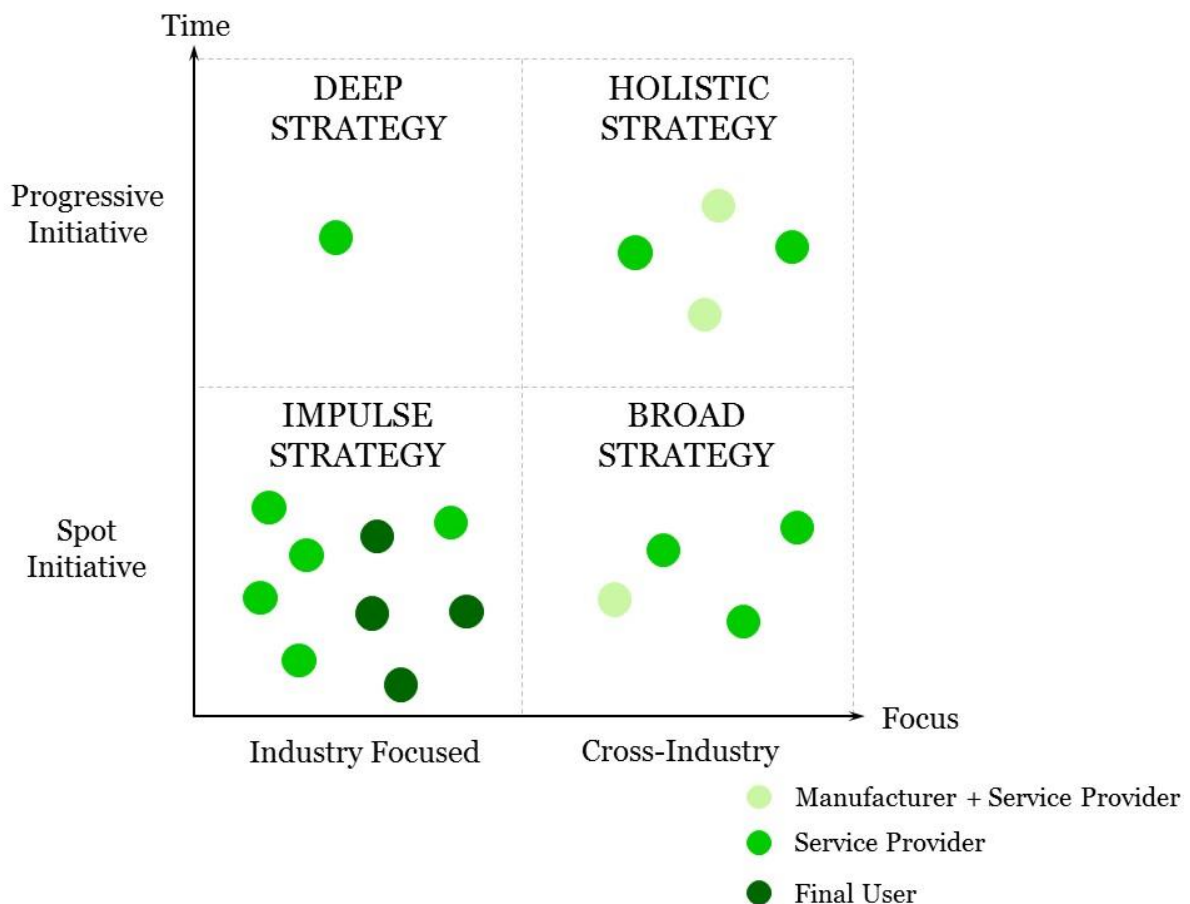 Time
DEEP
STRATEGY
HOLISTIC
STRATEGY
Progressive
Initiative
IMPULSE
STRATEGY
BROAD
STRATEGY
Spot
Initiative
Focus
Industry Focused
Cross-Industry
Manufacturer + Service Provider
Service Provider
Final User